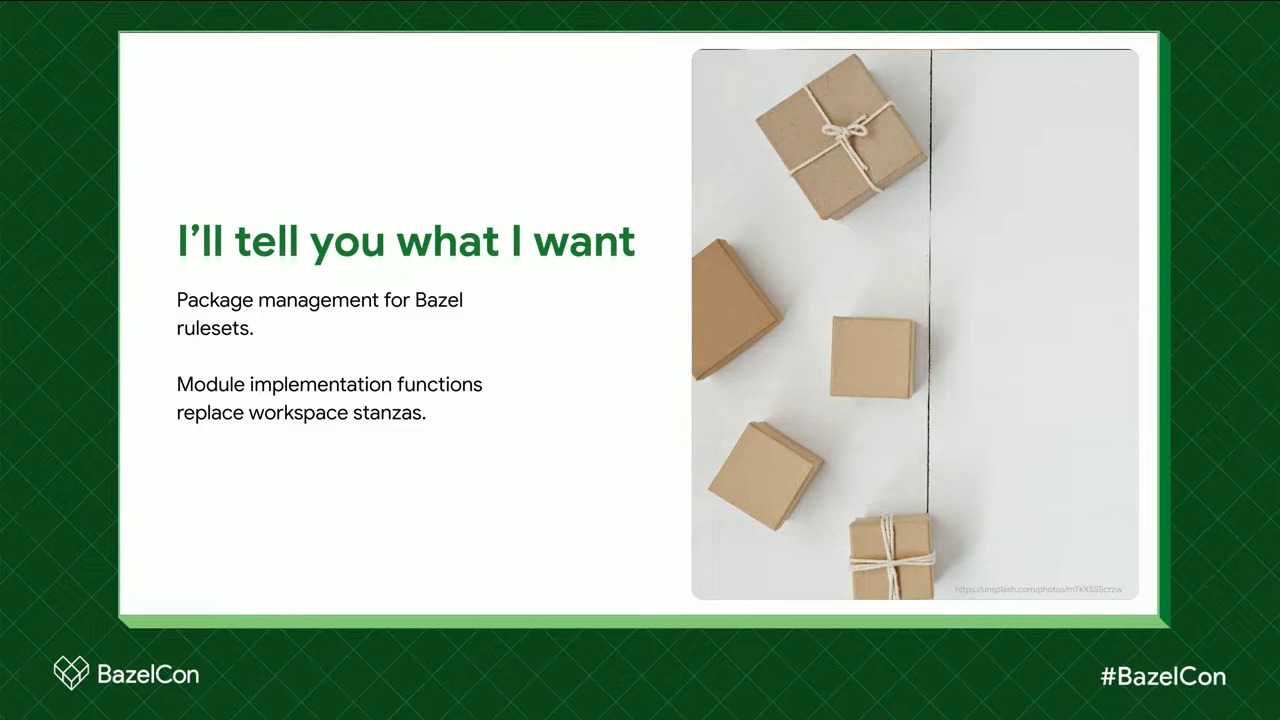 I'll tell you what I want
Package management for Bazel
rulesets.
Module implementation functions
replace workspace stanzas.
BazelCon
#BazelCon